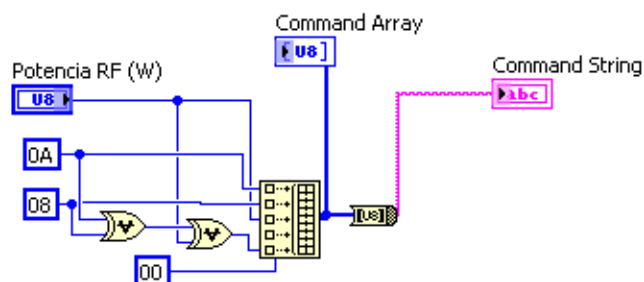 Command Array
[U8]
Potencia RF (W)
U8
Command String
abc
0A
08
[U8]
00